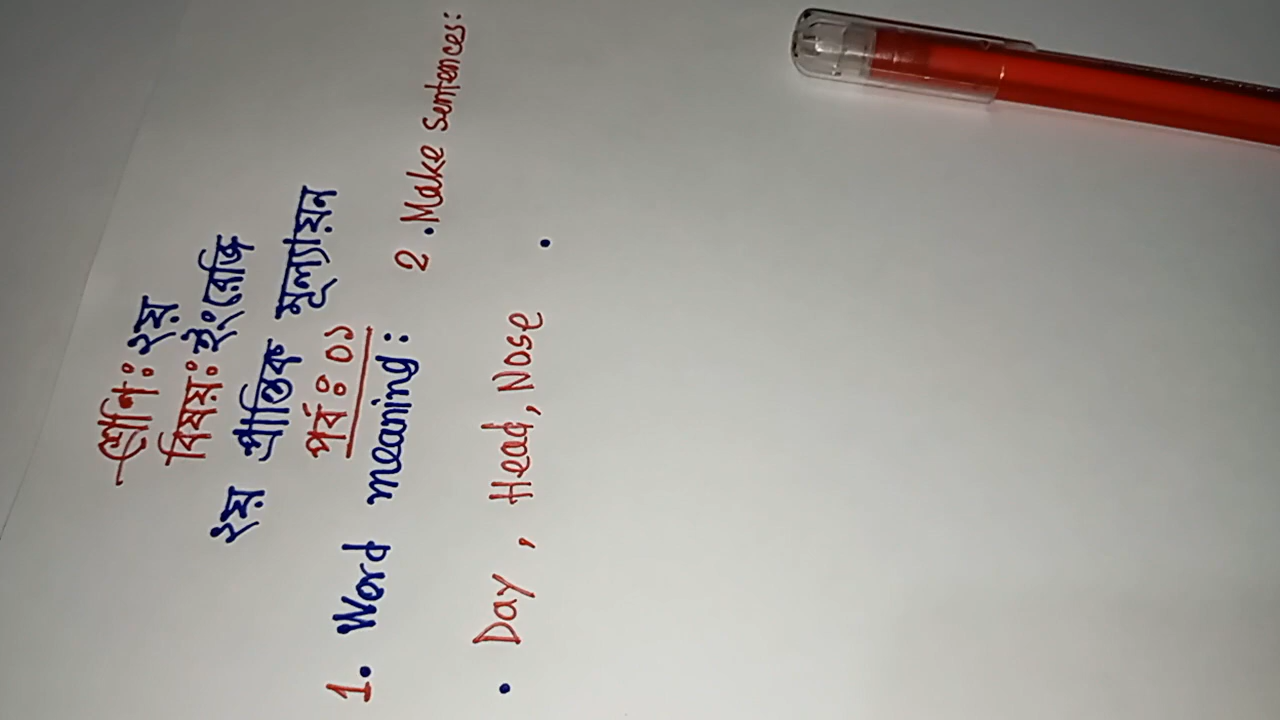 শ্রেণি: ২য়
বিষয়: ইংরেজি
২য় প্রান্তিক মূল্যায়ন
পর্ব: ০১
1. Word meaning:
2. Make sentences:
• Day, Head, Nose •